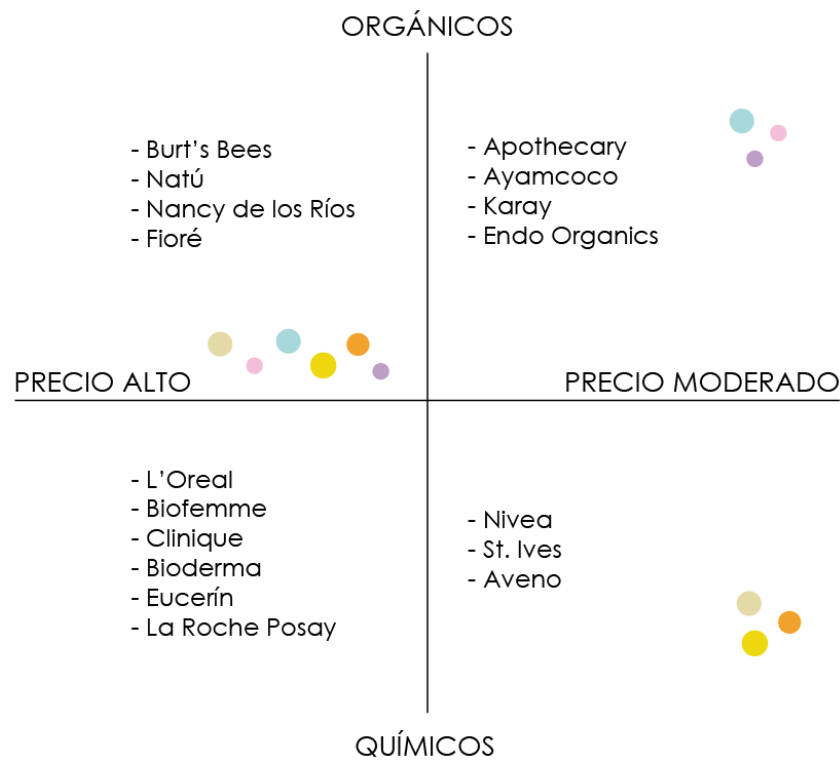 ORGÁNICOS
- Burt's Bees
- Natú
- Nancy de los Ríos
- Fioré
- Apothecary
- Ayamcoco
- Karay
- Endo Organics
PRECIO ALTO
PRECIO MODERADO
- L'Oreal
- Biofemme
- Clinique
- Bioderma
- Eucerín
- La Roche Posay
- Nivea
- St. Ives
- Aveno
QUÍMICOS